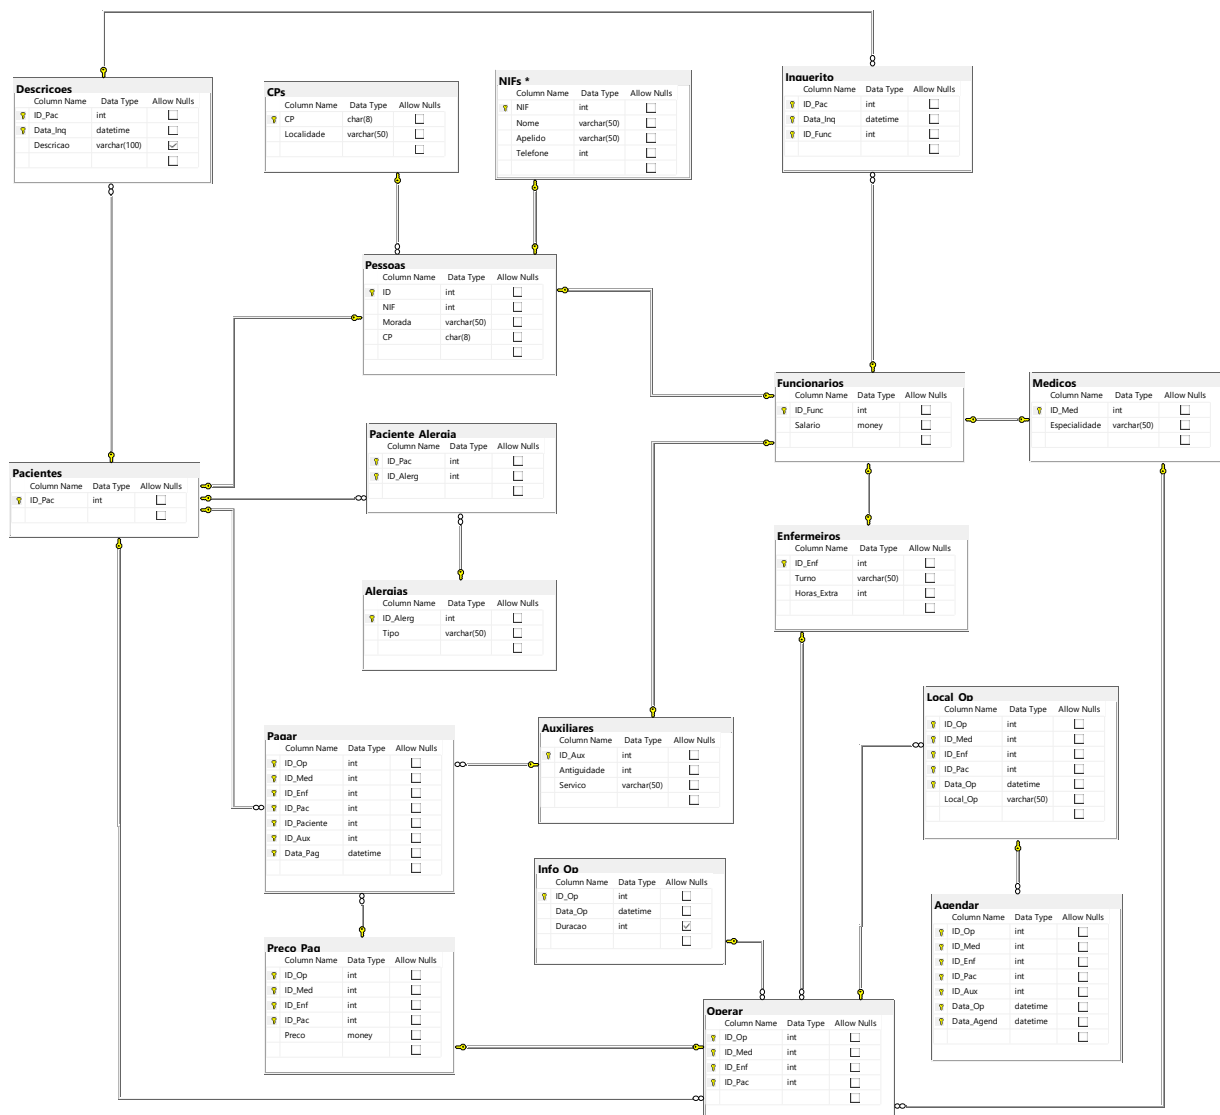 Descricoes
Column Name Data Type Allow Nulls
ID_Pac int
Data_Inq datetime
Descricao varchar(100)
CPs
Column Name Data Type Allow Nulls
CP char(8)
Localidade varchar(50)
NIFs *
Column Name Data Type Allow Nulls
NIF int
Nome varchar(50)
Apelido varchar(50)
Telefone int
Inquerito
Column Name Data Type Allow Nulls
ID_Pac int
Data_Inq datetime
ID_Func int
Pessoas
Column Name Data Type Allow Nulls
ID int
NIF int
Morada varchar(50)
CP char(8)
Funcionarios
Column Name Data Type Allow Nulls
ID_Func int
Salario money
Medicos
Column Name Data Type Allow Nulls
ID_Med int
Especialidade varchar(50)
Paciente_Alergia
Column Name Data Type Allow Nulls
ID_Pac int
ID_Alerg int
Pacientes
Column Name Data Type Allow Nulls
ID_Pac int
Enfermeiros
Column Name Data Type Allow Nulls
ID_Enf int
Turno varchar(50)
Horas_Extra int
Alergias
Column Name Data Type Allow Nulls
ID_Alerg int
Tipo varchar(50)
Local_Op
Column Name Data Type Allow Nulls
ID_Op int
ID_Med int
ID_Enf int
ID_Pac int
Data_Op datetime
Local_Op varchar(50)
Pagar
Column Name Data Type Allow Nulls
ID_Op int
ID_Med int
ID_Enf int
ID_Pac int
ID_Paciente int
ID_Aux int
Data_Pag datetime
Auxiliares
Column Name Data Type Allow Nulls
ID_Aux int
Antiguidade int
Servico varchar(50)
Info_Op
Column Name Data Type Allow Nulls
ID_Op int
Data_Op datetime
Duracao int
Agendar
Column Name Data Type Allow Nulls
ID_Op int
ID_Med int
ID_Enf int
ID_Pac int
ID_Aux int
Data_Op datetime
Data_Agend datetime
Preco_Pag
Column Name Data Type Allow Nulls
ID_Op int
ID_Med int
ID_Enf int
ID_Pac int
Preco money
Operar
Column Name Data Type Allow Nulls
ID_Op int
ID_Med int
ID_Enf int
ID_Pac int